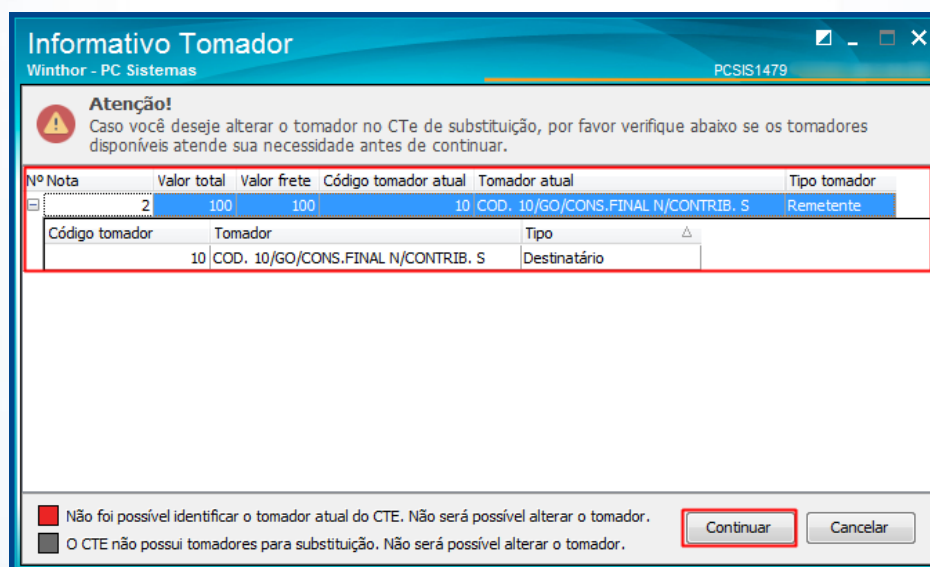 Informativo Tomador
Winthor - PC Sistemas
PCSIS1479
Atenção!
Caso você deseje alterar o tomador no CTe de substituição, por favor verifique abaixo se os tomadores
disponíveis atende sua necessidade antes de continuar.
Nº Nota Valor total Valor frete Código tomador atual Tomador atual Tipo tomador
2 100 100 10 COD. 10/GO/CONS.FINAL N/CONTRIB. S Remetente
Código tomador Tomador Tipo
10 COD. 10/GO/CONS.FINAL N/CONTRIB. S Destinatário
Não foi possível identificar o tomador atual do CTE. Não será possível alterar o tomador.
O CTE não possui tomadores para substituição. Não será possível alterar o tomador.
Continuar Cancelar